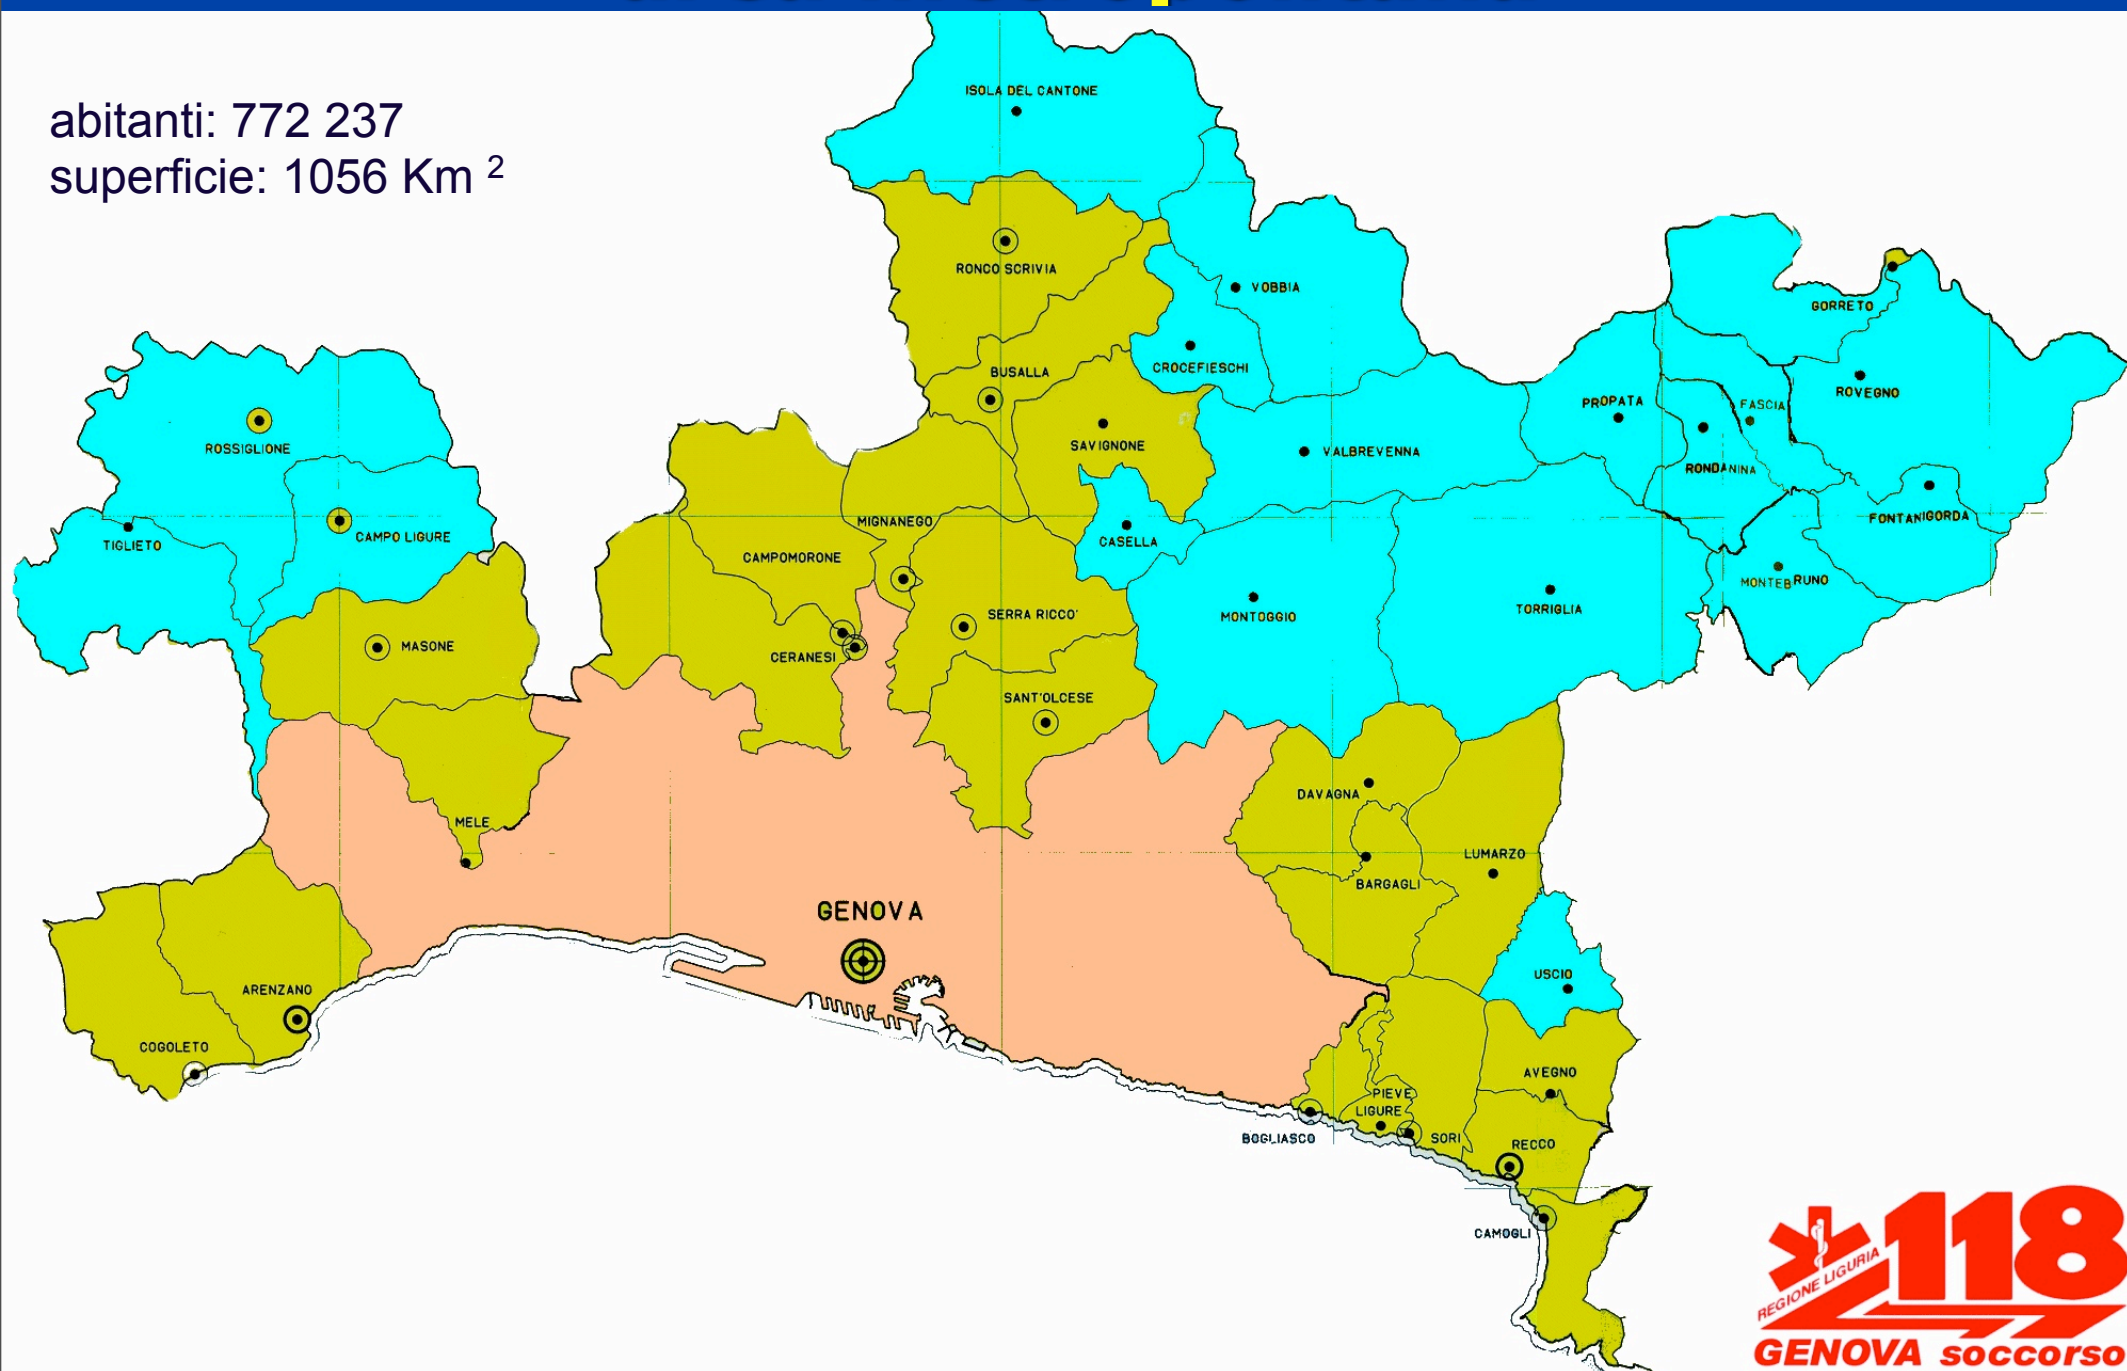 abitanti: 772 237
superficie: 1056 Km 2
ISOLA DEL CANTONE
RONCO SCRIVIA
VOBBIA
GORRETO
BUSALLA
CROCEFIESCHI
ROVEGNO
PROPATA
FASCIA
ROSSIGLIONE
SAVIGNONE
VALBREVENNA
RONDANINA
MIGNANEGO
FONTANIGORDA
CAMPO LIGURE
TIGLIETO
CASELLA
CAMPOMORONE
MONTEBRUNO
SERRA RICCO'
MONTOGGIO
TORRIGLIA
MASONE
CERANESI
SANT'OLCESE
DAVAGNA
MELE
LUMARZO
BARGAGLI
GENOVA
USCIO
ARENZANO
COGOLETO
AVEGNO
PIEVE
LIGURE
BOGLIASCO
SORI
RECCO
CAMOGLI
118
REGIONE LIGURIA
GENOVA soccorso